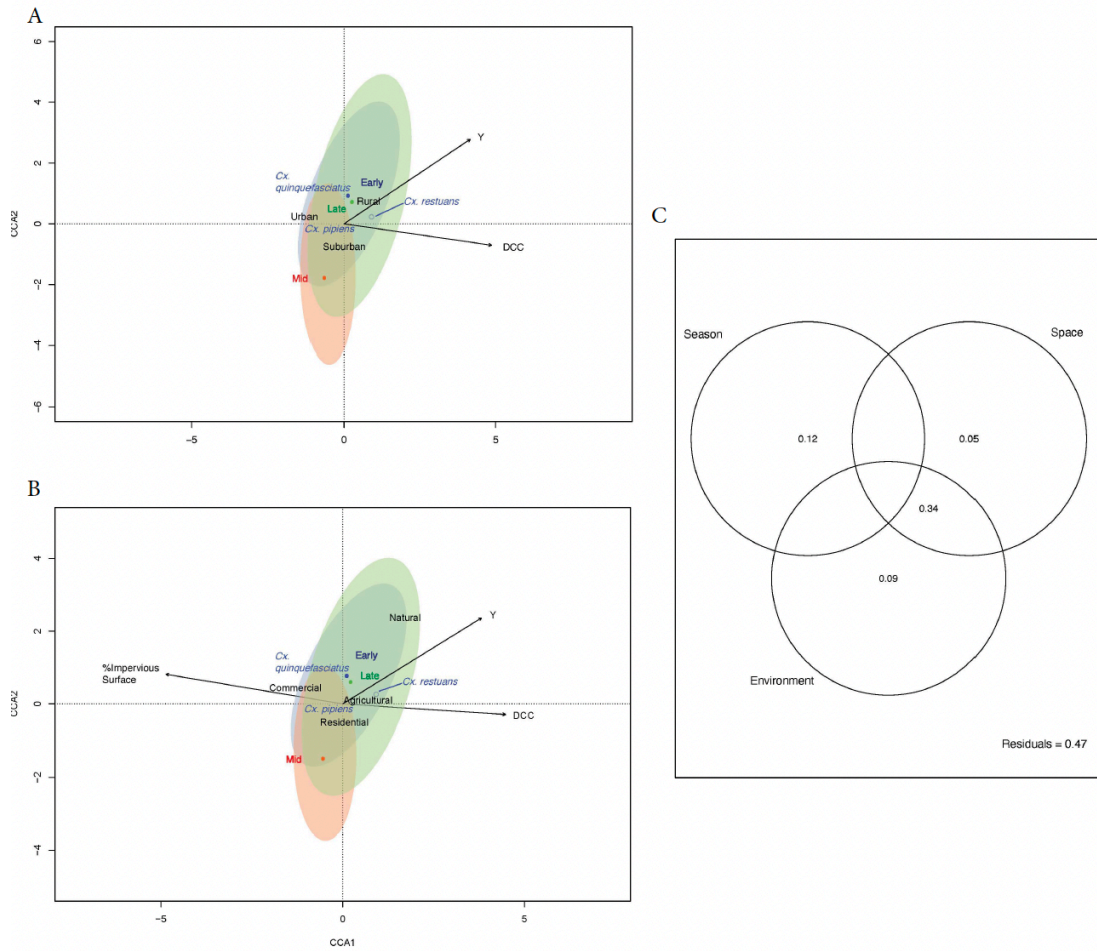 A
6
4
2
0
-2
-4
-6
CCA2
-5
0
5
Cx.
quinquefasciatus
Early
Y
Rural
Cx. restuans
Late
Urban
Cx. pipiens
Suburban
DCC
Mid
B
4
2
0
-2
-4
CCA2
-5
0
5
CCA1
Natural
Y
Cx.
quinquefasciatus
Early
%Impervious
Surface
Late
Cx. restuans
Commercial
Agricultural
Cx. pipiens
DCC
Residential
Mid
C
Season
Space
0.12
0.05
0.34
0.09
Environment
Residuals = 0.47